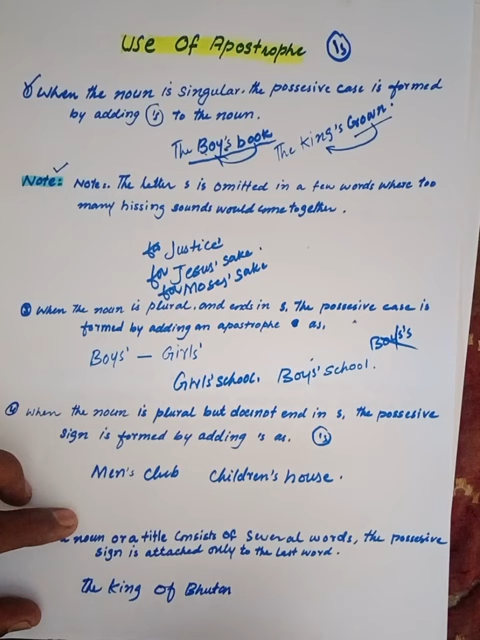 Use Of Apostrophe 's
When the noun is singular. the possesive case is formed
by adding 's to the noun.
The Boy's book The King's Crown.
Note: Note:. The letter s is omitted in a few words where too
many hissing sounds would come together.
for Justice'
for Jesus' sake.
for Moses' sake
③ When the noun is plural, and ends in s, The possesive case is
formed by adding an apostrophe as,
Boys' — Girls'
Boys's
Girls' school. Boys' school.
④ when the noun is plural but does not end in s, the possesive
sign is formed by adding 's as. 's
Men's club Children's house.
noun or a title Consists of Several words, the possesive
sign is attached only to the last word.
The King Of Bhutan